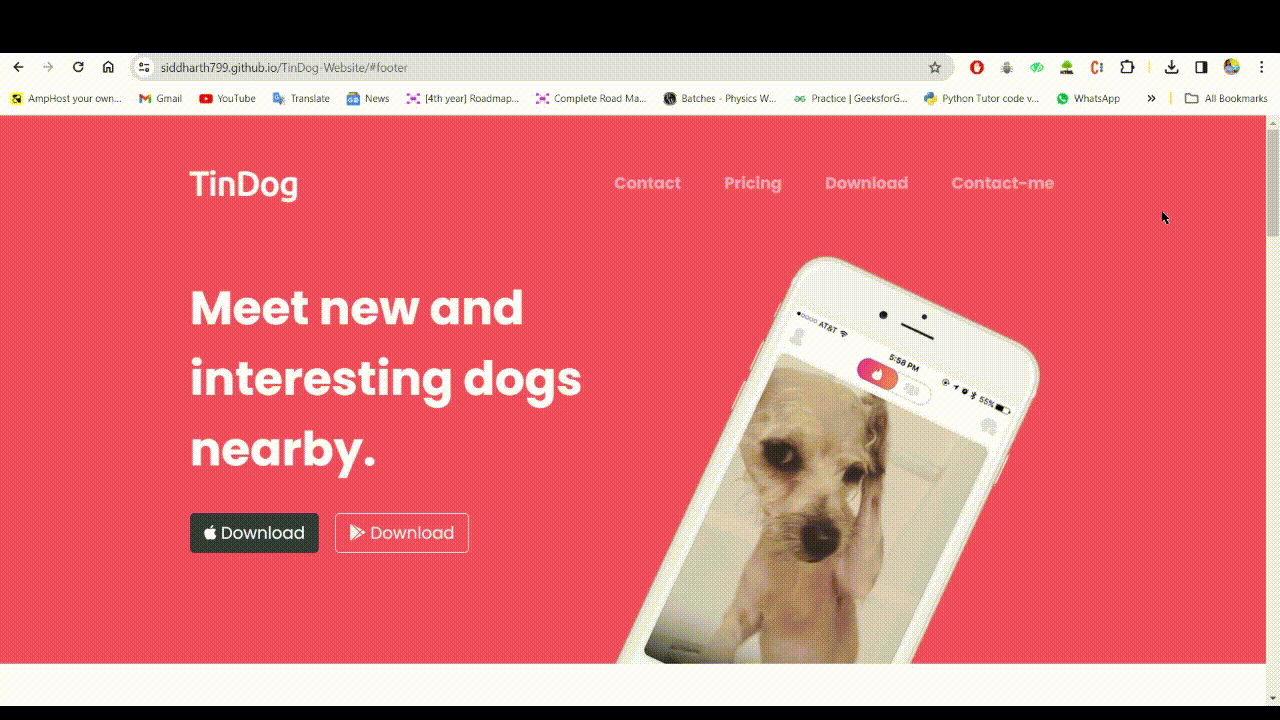 siddharth799.github.io/TinDog-Website/#footer
AmpHost your own...
Gmail
YouTube
Translate
News
[4th year] Roadmap...
Complete Road Ma...
Batches - Physics W...
Practice | GeeksforG...
Python Tutor code v...
WhatsApp
»
All Bookmarks
TinDog
Contact
Pricing
Download
Contact-me
Meet new and
interesting dogs
nearby.
Download
Download
AT&T
5:58 PM
55%